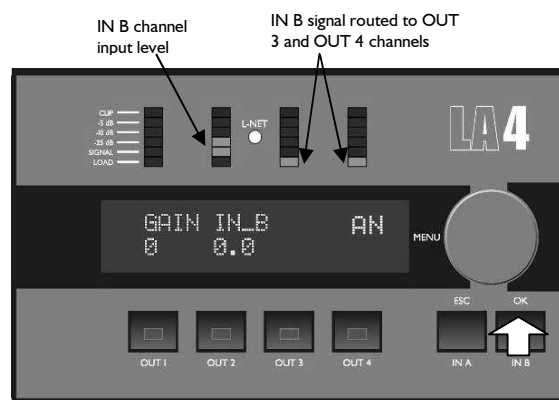 IN B channel
input level
IN B signal routed to OUT
3 and OUT 4 channels
CLIP
-5 dB
-10 dB
-25 dB
SIGNAL
LOAD
L-NET
LA4
GAIN IN_B AN
0 0.0
MENU
ESC OK
OUT 1 OUT 2 OUT 3 OUT 4 IN A IN B